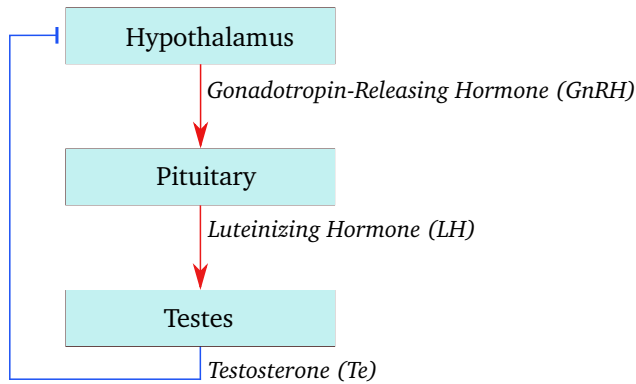 Hypothalamus
Gonadotropin-Releasing Hormone (GnRH)
Pituitary
Luteinizing Hormone (LH)
Testes
Testosterone (Te)